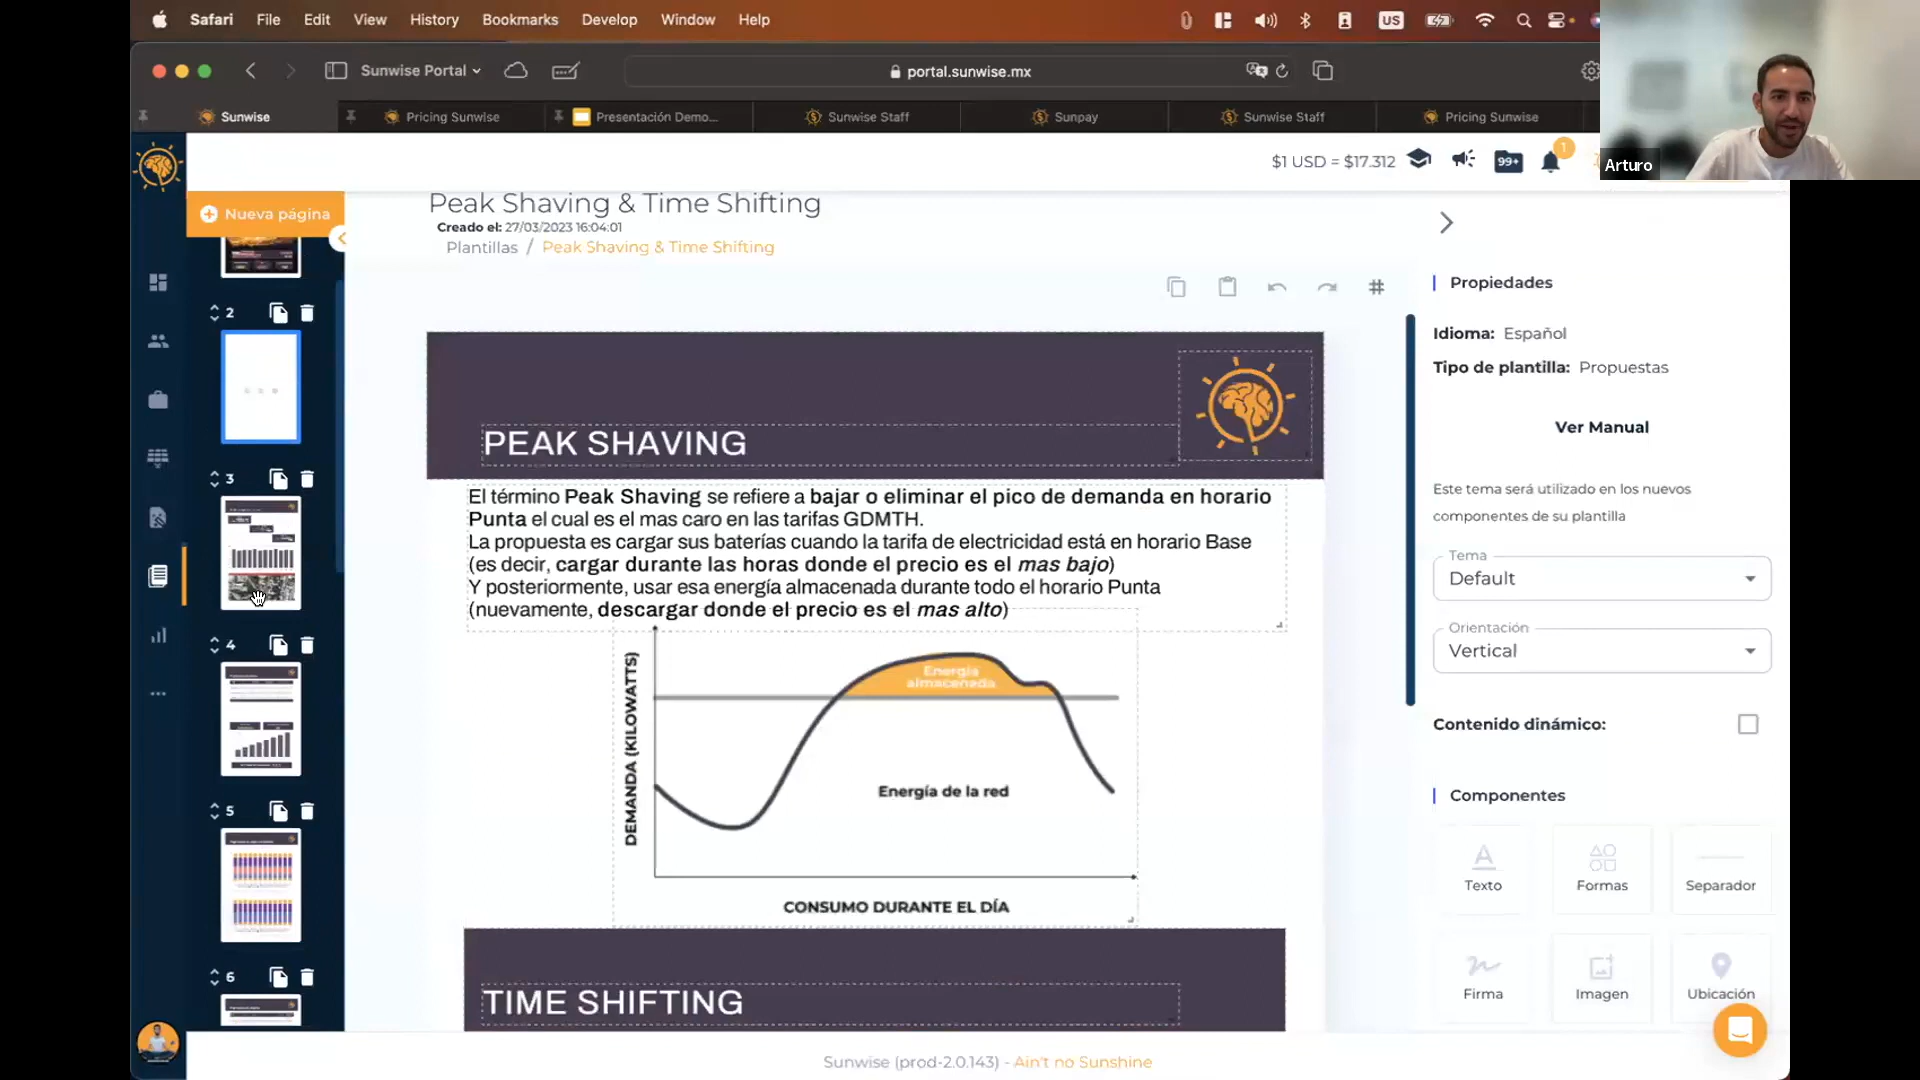 Safari File Edit View History Bookmarks Develop Window Help
US
Sunwise Portal
portal.sunwise.mx
Sunwise
Pricing Sunwise
Presentación Demo...
Sunwise Staff
Sunpay
Sunwise Staff
Pricing Sunwise
Arturo
$1 USD = $17.312
99+
1
Nueva página
Peak Shaving & Time Shifting
Creado el: 27/03/2023 16:04:01
Plantillas / Peak Shaving & Time Shifting
2
3
4
5
6
PEAK SHAVING
El término Peak Shaving se refiere a bajar o eliminar el pico de demanda en horario
Punta el cual es el mas caro en las tarifas GDMTH.
La propuesta es cargar sus baterías cuando la tarifa de electricidad está en horario Base
(es decir, cargar durante las horas donde el precio es el mas bajo)
Y posteriormente, usar esa energía almacenada durante todo el horario Punta
(nuevamente, descargar donde el precio es el mas alto)
DEMANDA (KILOWATTS)
Energía
almacenada
Energía de la red
CONSUMO DURANTE EL DÍA
TIME SHIFTING
Propiedades
Idioma: Español
Tipo de plantilla: Propuestas
Ver Manual
Este tema será utilizado en los nuevos
componentes de su plantilla
Tema
Default
Orientación
Vertical
Contenido dinámico:
Componentes
Texto
Formas
Separador
Firma
Imagen
Ubicación
Sunwise (prod-2.0.143) - Ain't no Sunshine